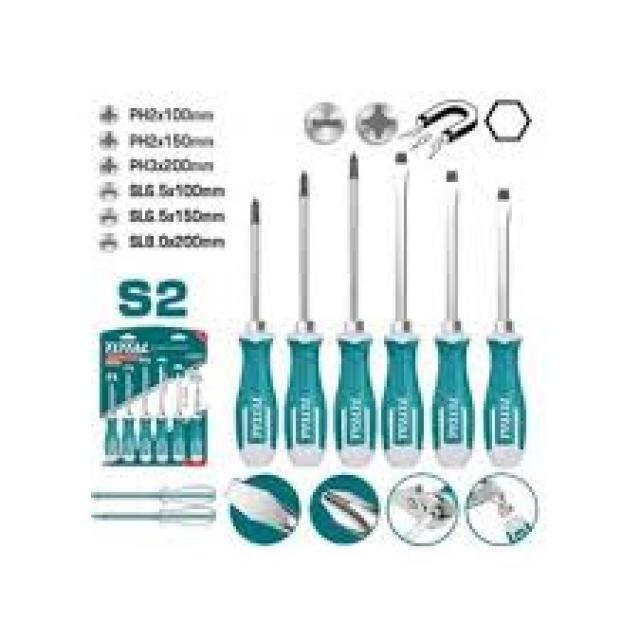 PH2x100mm
PH2x150mm
PH3x200mm
SL6.5x100mm
SL6.5x150mm
SL8.0x200mm
S2
TOTAL
TOTAL
TOTAL
TOTAL
TOTAL
TOTAL
TOTAL